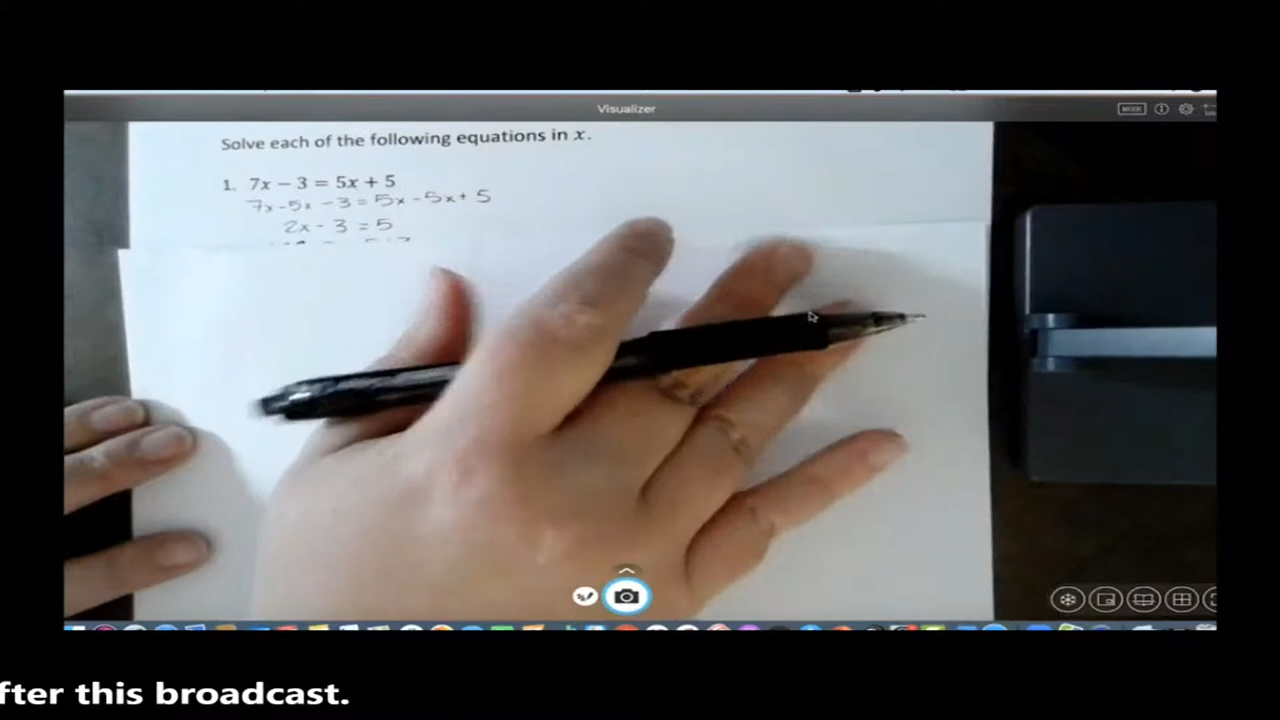 Visualizer
MODE
Solve each of the following equations in x.
1. 7x − 3 = 5x + 5
7x-5x -3 = 5x -5x+ 5
2x - 3 = 5
fter this broadcast.